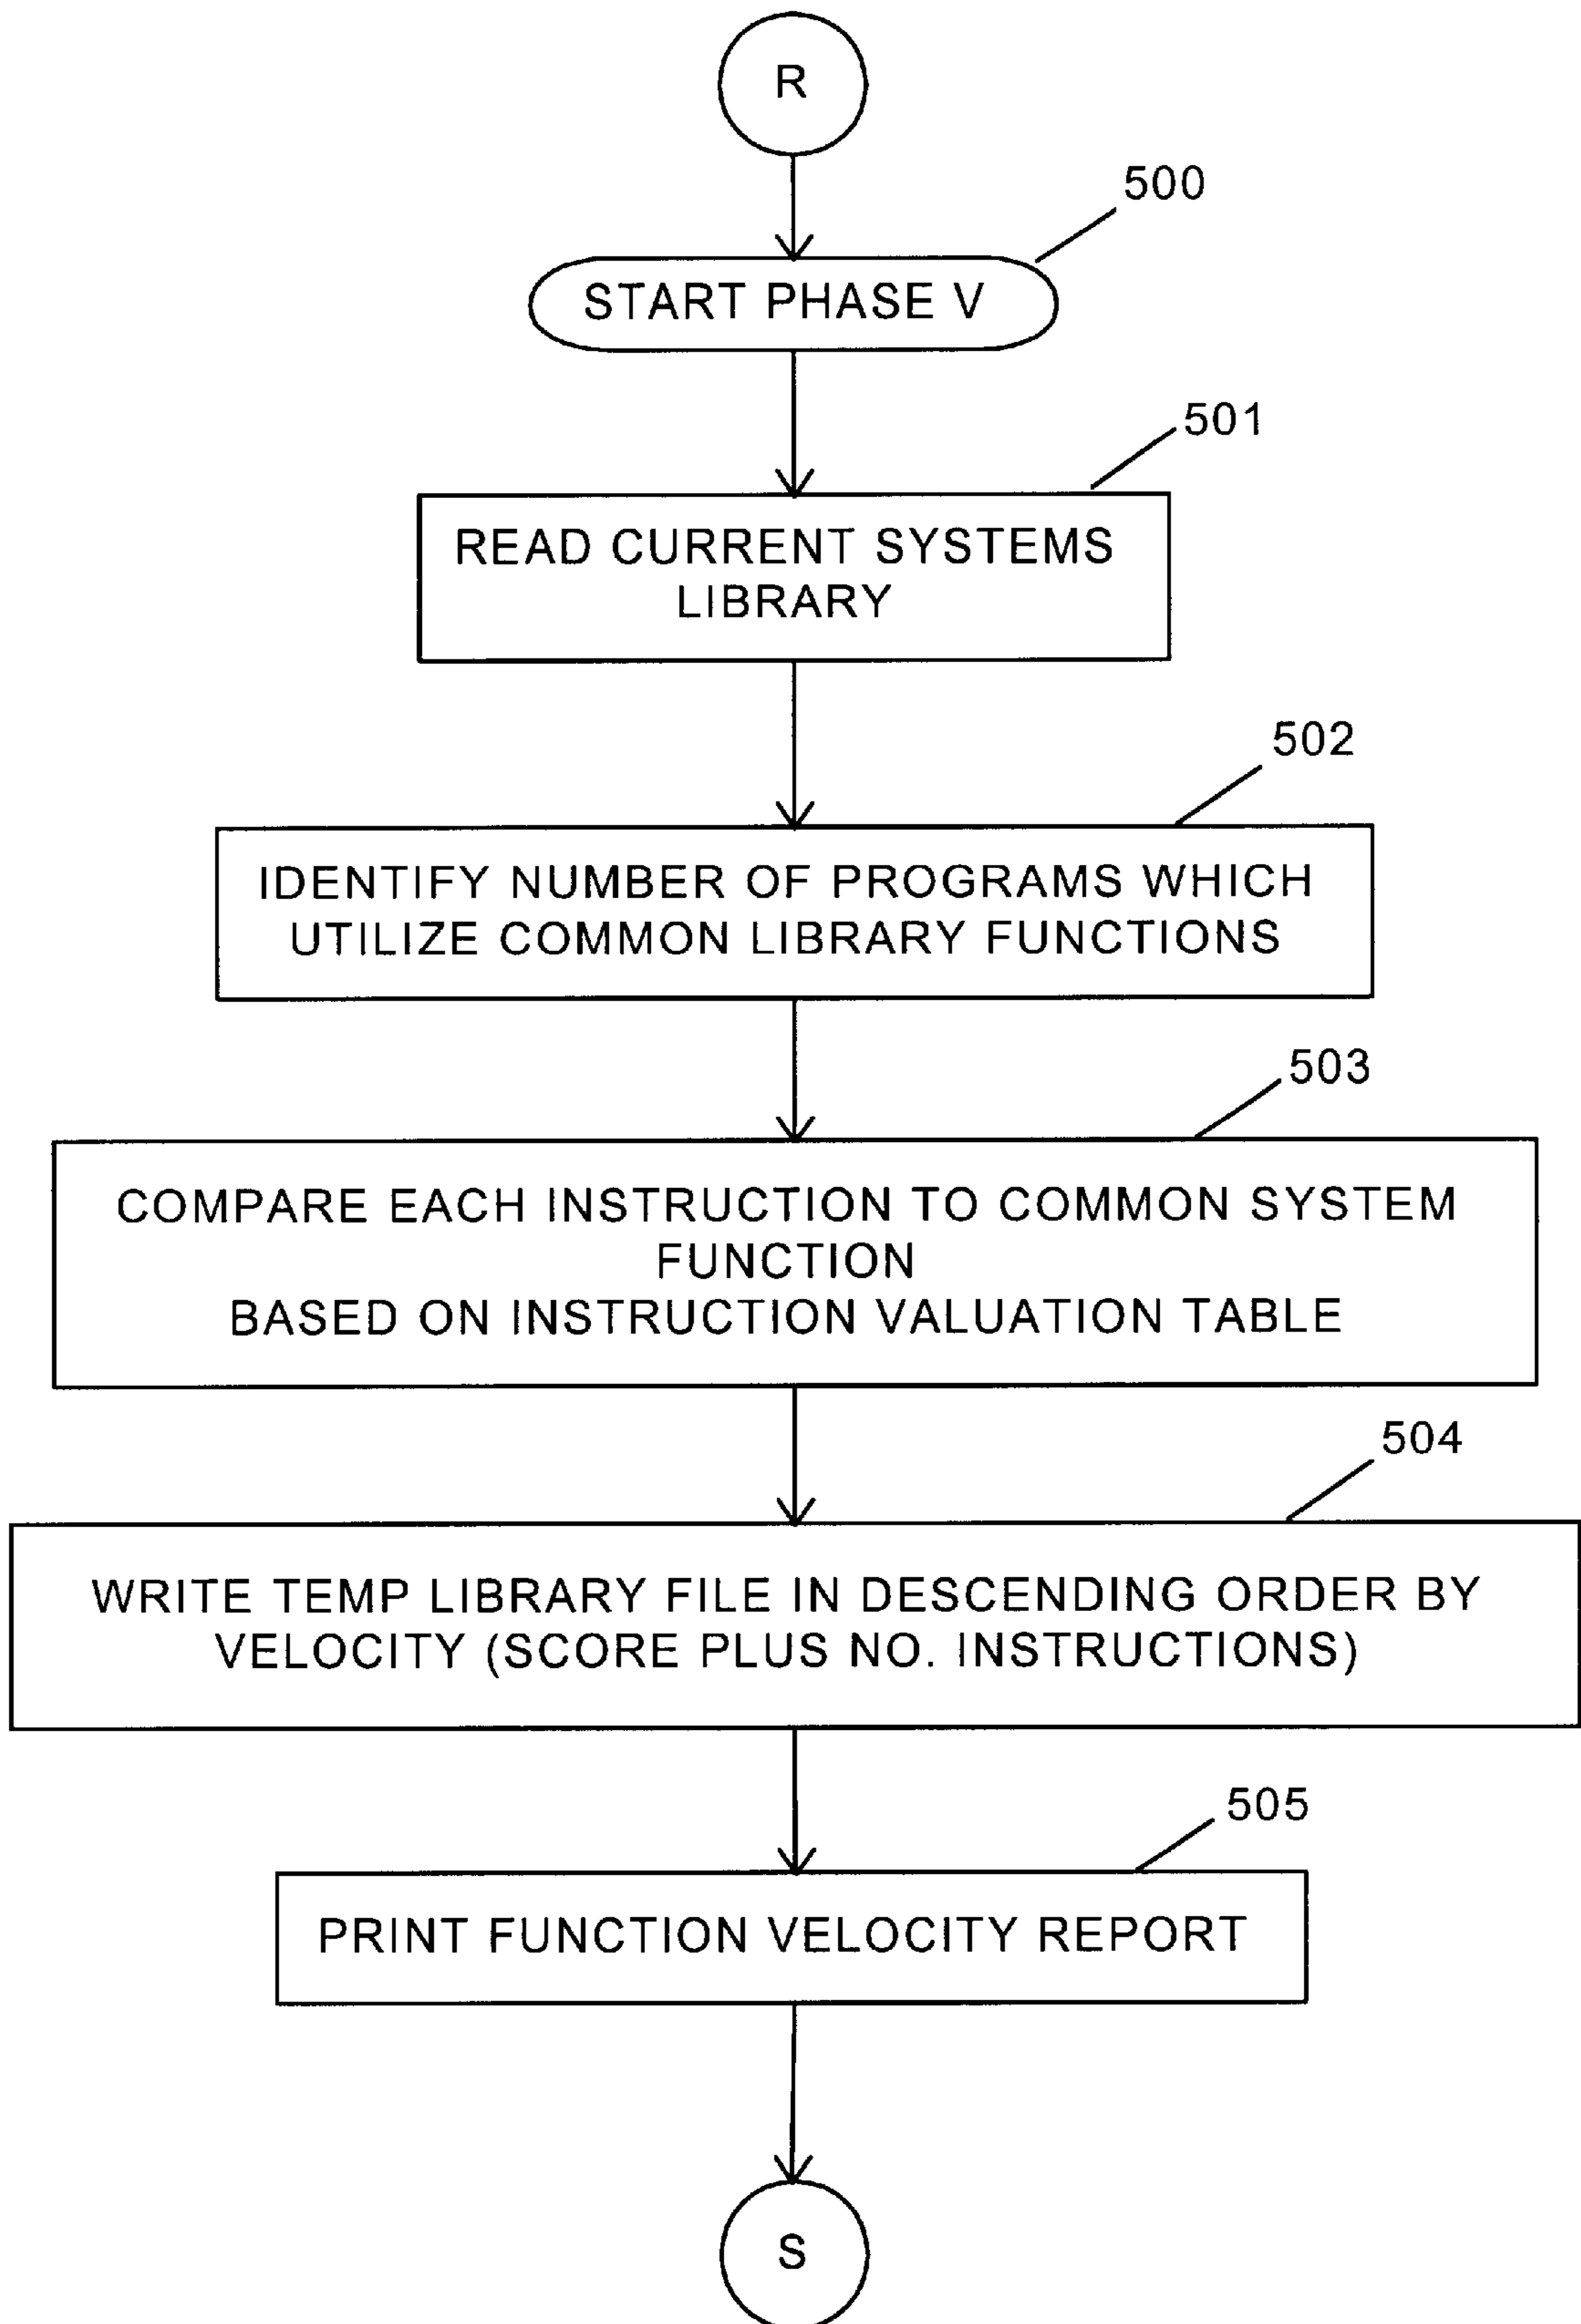 R
500
START PHASE V
501
READ CURRENT SYSTEMS
LIBRARY
502
IDENTIFY NUMBER OF PROGRAMS WHICH
UTILIZE COMMON LIBRARY FUNCTIONS
503
COMPARE EACH INSTRUCTION TO COMMON SYSTEM
FUNCTION
BASED ON INSTRUCTION VALUATION TABLE
504
WRITE TEMP LIBRARY FILE IN DESCENDING ORDER BY
VELOCITY (SCORE PLUS NO. INSTRUCTIONS)
505
PRINT FUNCTION VELOCITY REPORT
S